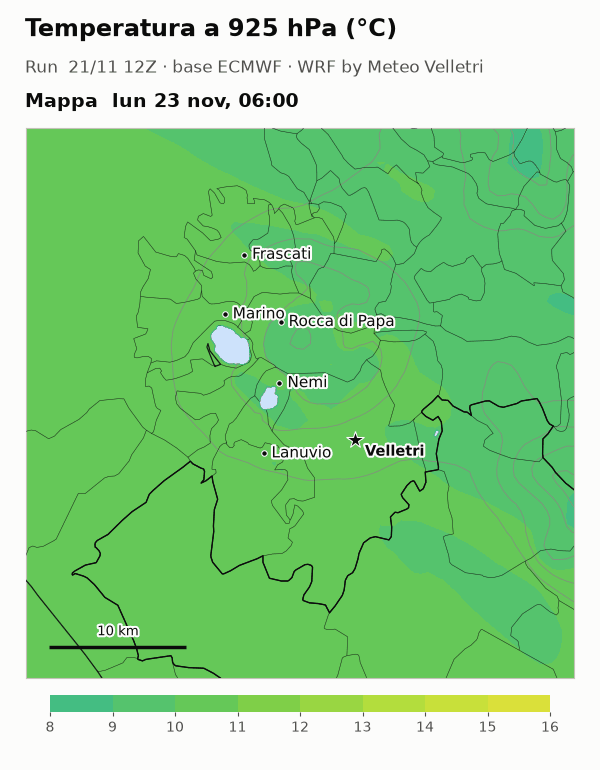 Temperatura a 925 hPa (°C)
Run  21/11 12Z · base ECMWF · WRF by Meteo Velletri
Mappa  lun 23 nov, 06:00
Frascati
Marino
Rocca di Papa
Nemi
Velletri
Lanuvio
10 km
8 9 10 11 12 13 14 15 16